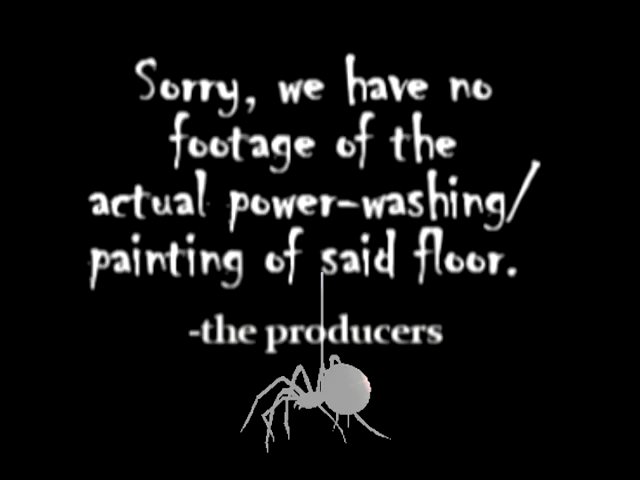 Sorry, we have no
footage of the
actual power-washing/
painting of said floor.
-the producers